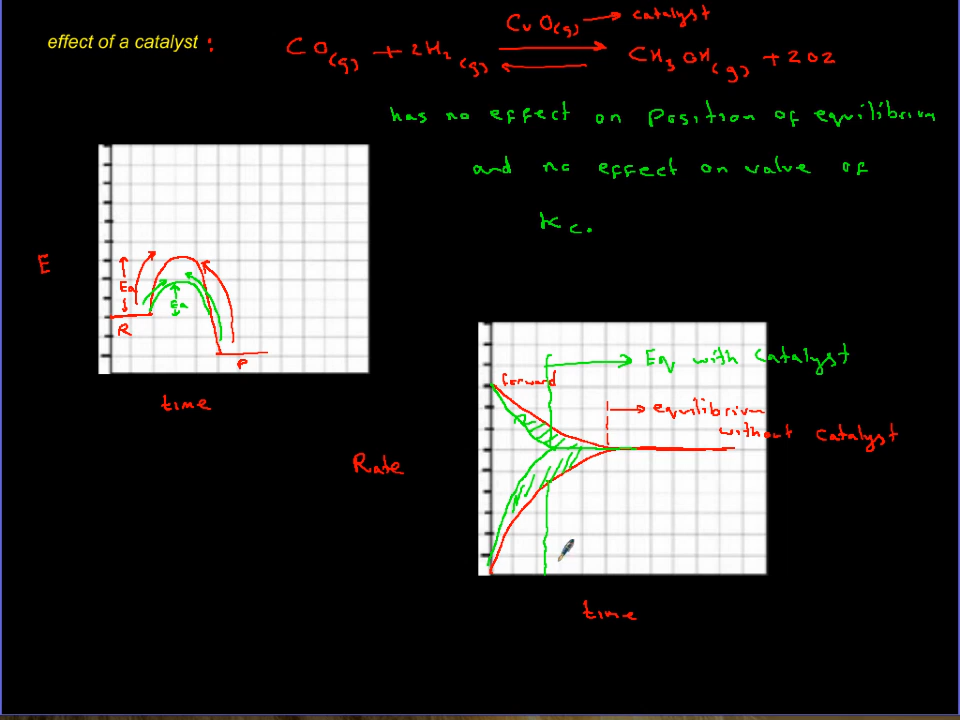 effect of a catalyst :
CuO(g) → catalyst
CO(g) + 2H2(g) ⇌ CH3OH(g) + 202
has no effect on position of equilibrium
and no effect on value of
Kc.
E
Ea
Ea
R
P
time
Eq with catalyst
forward
equilibrium
without catalyst
Rate
time